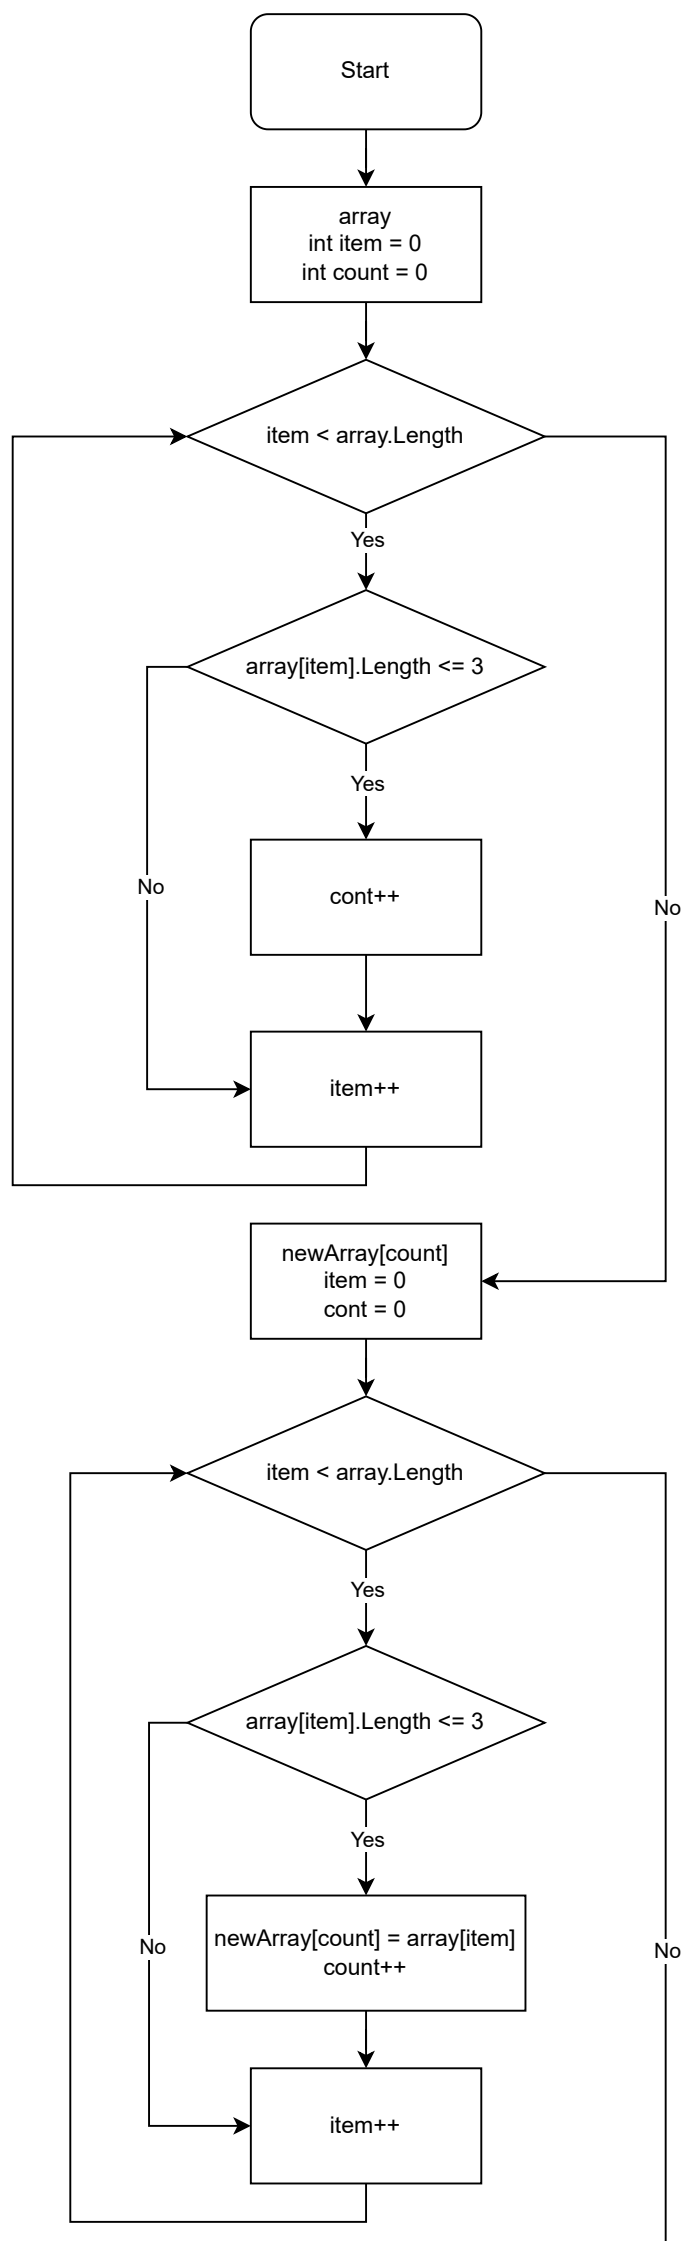 Start
array
int item = 0
int count = 0
item < array.Length
Yes
array[item].Length <= 3
Yes
cont++
No
No
item++
newArray[count]
item = 0
cont = 0
item < array.Length
Yes
array[item].Length <= 3
Yes
newArray[count] = array[item]
count++
No
No
item++